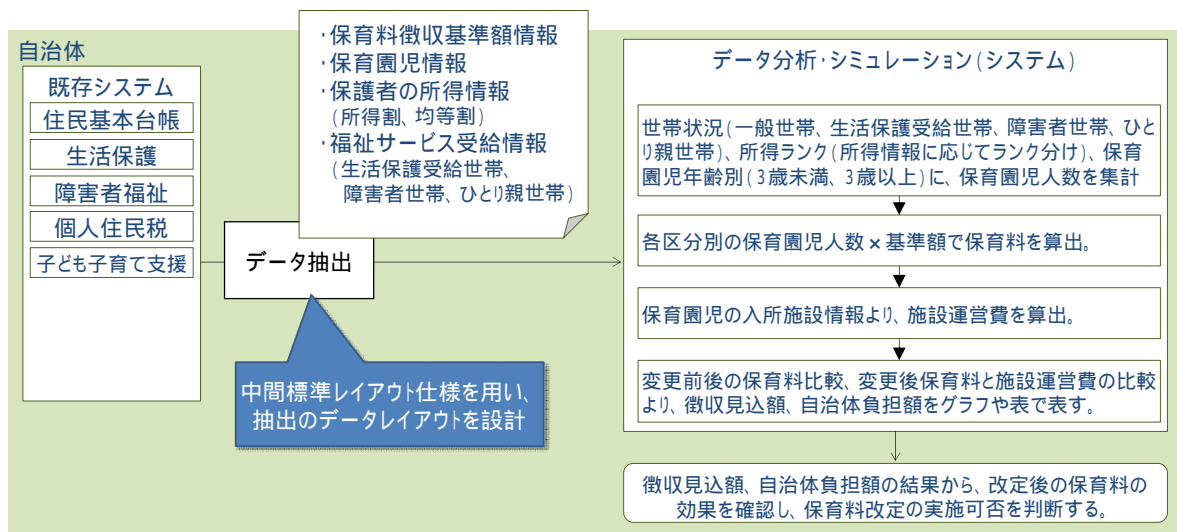 自治体
既存システム
住民基本台帳
生活保護
障害者福祉
個人住民税
子ども子育て支援
・保育料徴収基準額情報
・保育園児情報
・保護者の所得情報
(所得割、均等割)
・福祉サービス受給情報
(生活保護受給世帯、
障害者世帯、ひとり親世帯)
データ抽出
中間標準レイアウト仕様を用い、
抽出のデータレイアウトを設計
データ分析・シミュレーション(システム)
世帯状況(一般世帯、生活保護受給世帯、障害者世帯、ひと
り親世帯)、所得ランク(所得情報に応じてランク分け)、保育
園児年齢別(3歳未満、3歳以上)に、保育園児人数を集計
各区分別の保育園児人数×基準額で保育料を算出。
保育園児の入所施設情報より、施設運営費を算出。
変更前後の保育料比較、変更後保育料と施設運営費の比較
より、徴収見込額、自治体負担額をグラフや表で表す。
徴収見込額、自治体負担額の結果から、改定後の保育料の
効果を確認し、保育料改定の実施可否を判断する。